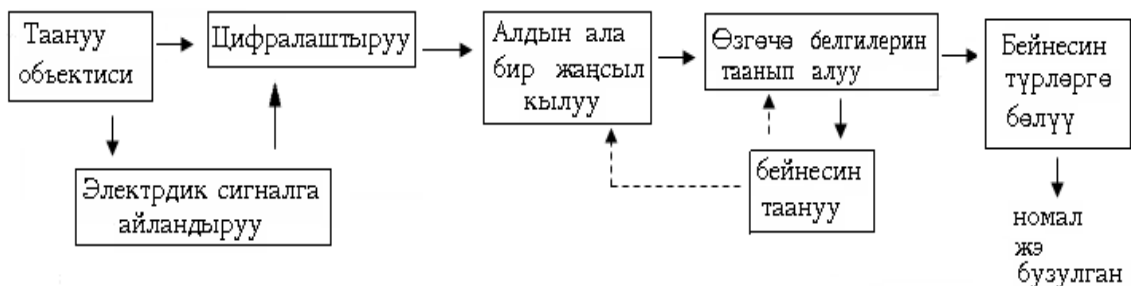 Таануу
объектиси
Цифралаштыруу
Электрдик сигналга
айландыруу
Алдын ала
бир жаңсыл
кылуу
Өзгөчө белгилерин
таанып алуу
бейнесин
таануу
Бейнесин
түрлөргө
бөлүү
номал
жэ
бузулган